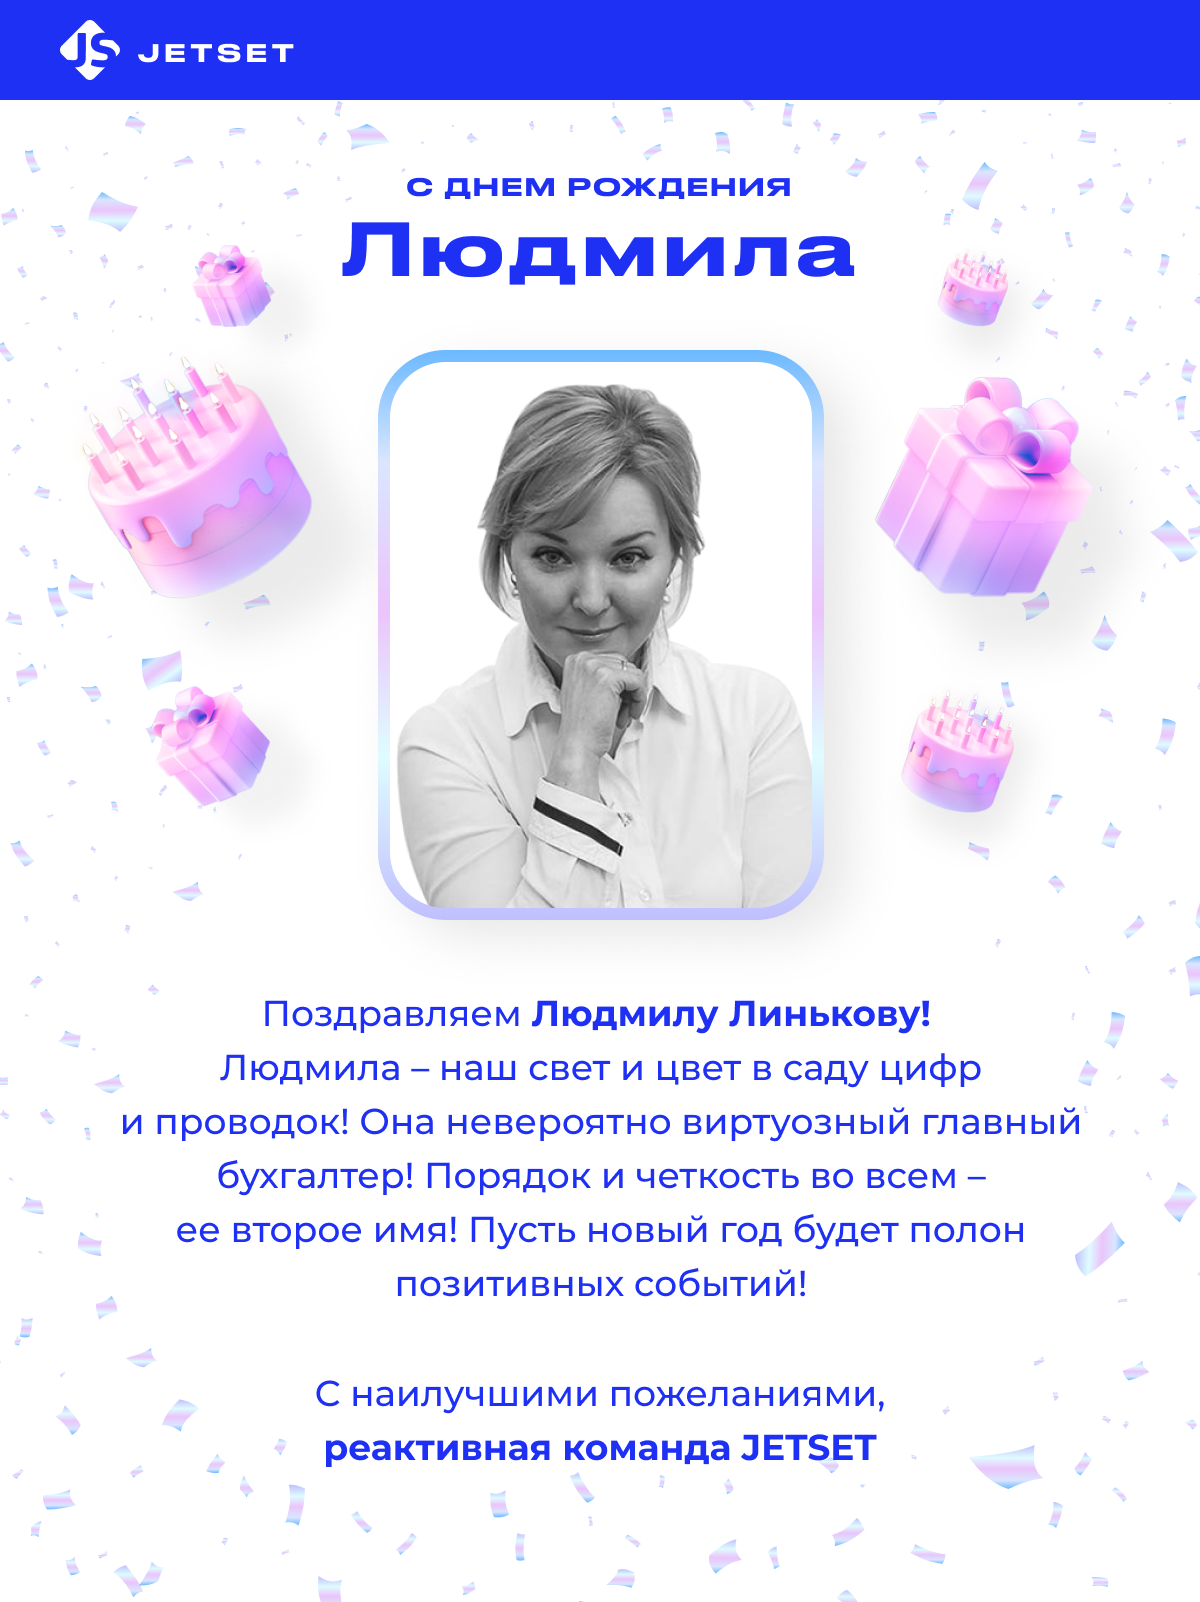 JS JETSET
С ДНЕМ РОЖДЕНИЯ
Людмила
Поздравляем Людмилу Линькову!
Людмила – наш свет и цвет в саду цифр
и проводок! Она невероятно виртуозный главный
бухгалтер! Порядок и четкость во всем –
ее второе имя! Пусть новый год будет полон
позитивных событий!
С наилучшими пожеланиями,
реактивная команда JETSET